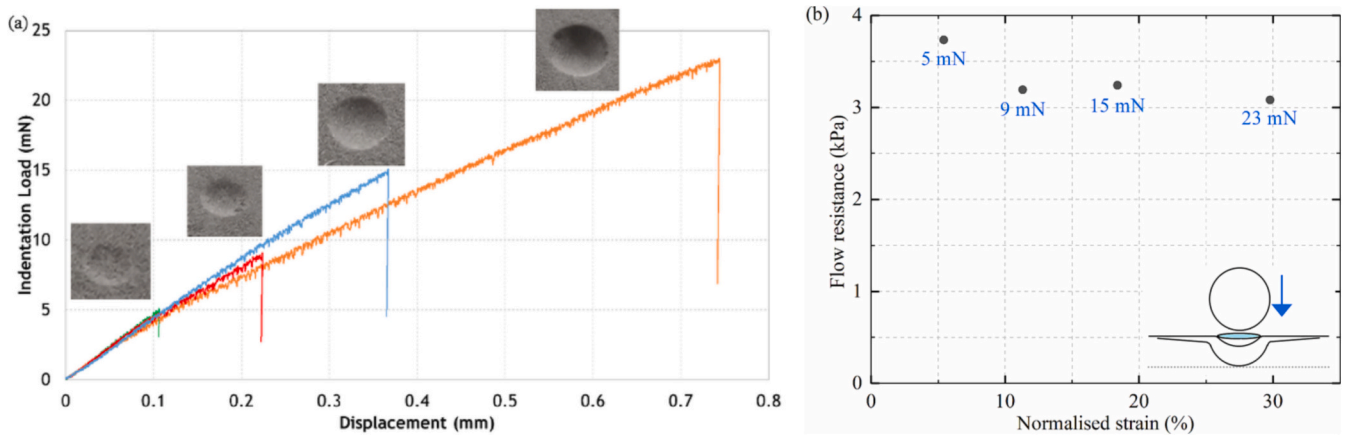 (a)
25
20
15
10
5
0
Indentation Load (mN)
0 0.1 0.2 0.3 0.4 0.5 0.6 0.7 0.8
Displacement (mm)
(b)
4
3
2
1
0
Flow resistance (kPa)
5 mN
9 mN
15 mN
23 mN
0 10 20 30
Normalised strain (%)